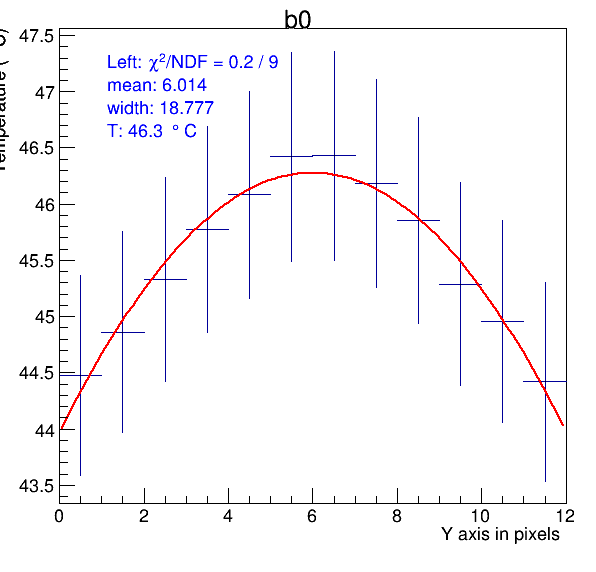 b0
Temperature (°C)
47.5
47
46.5
46
45.5
45
44.5
44
43.5
Left: χ²/NDF = 0.2 / 9
mean: 6.014
width: 18.777
T: 46.3 °C
0 2 4 6 8 10 12
Y axis in pixels